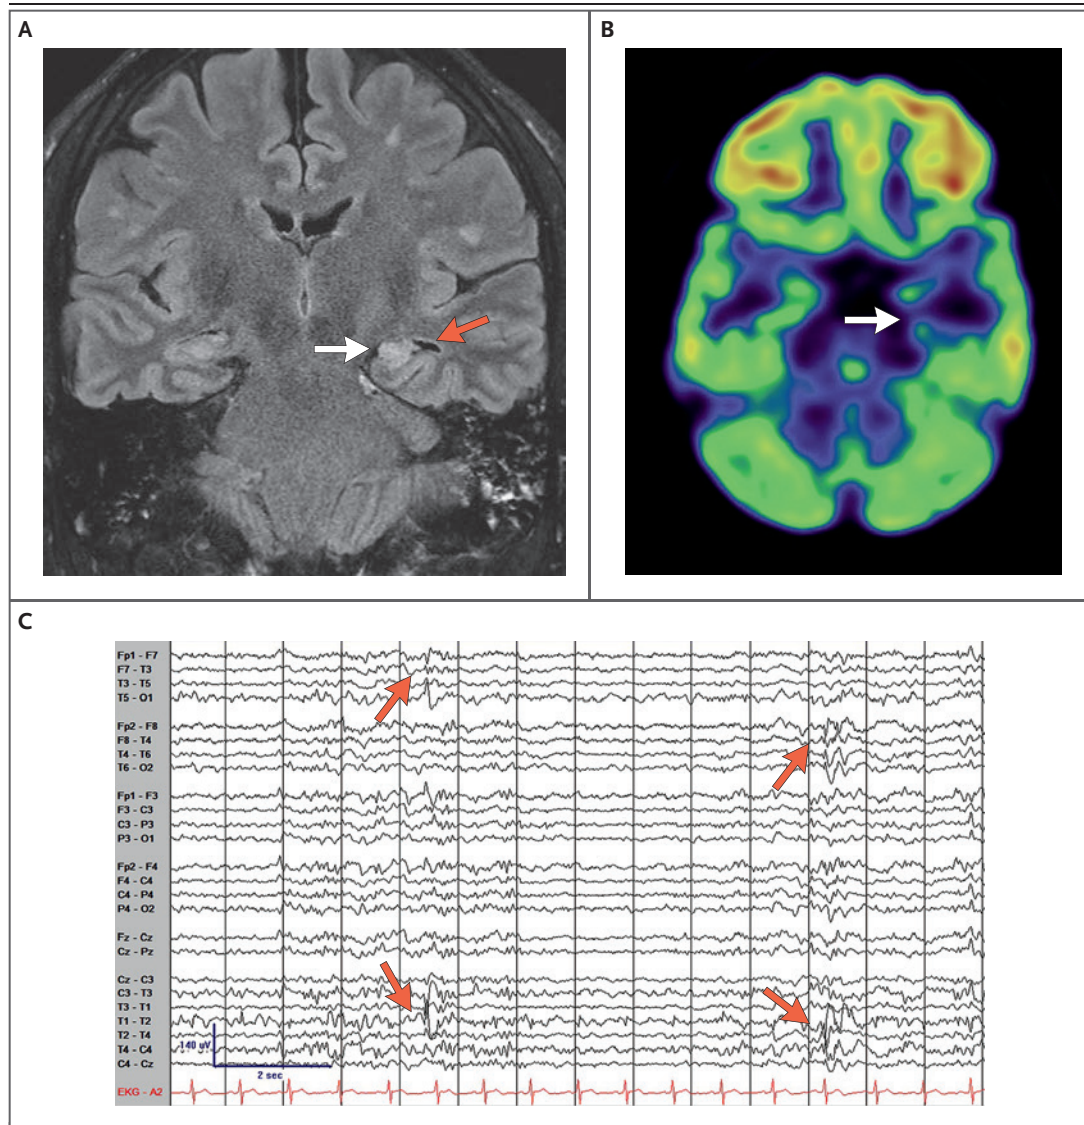 A
B
C
Fp1 - F7
F7 - T3
T3 - T5
T5 - O1
Fp2 - F8
F8 - T4
T4 - T6
T6 - O2
Fp1 - F3
F3 - C3
C3 - P3
P3 - O1
Fp2 - F4
F4 - C4
C4 - P4
P4 - O2
Fz - Cz
Cz - Pz
Cz - C3
C3 - T3
T3 - T1
T1 - T2
T2 - T4
140 uV
T4 - C4
C4 - Cz
2 sec
EKG - A2